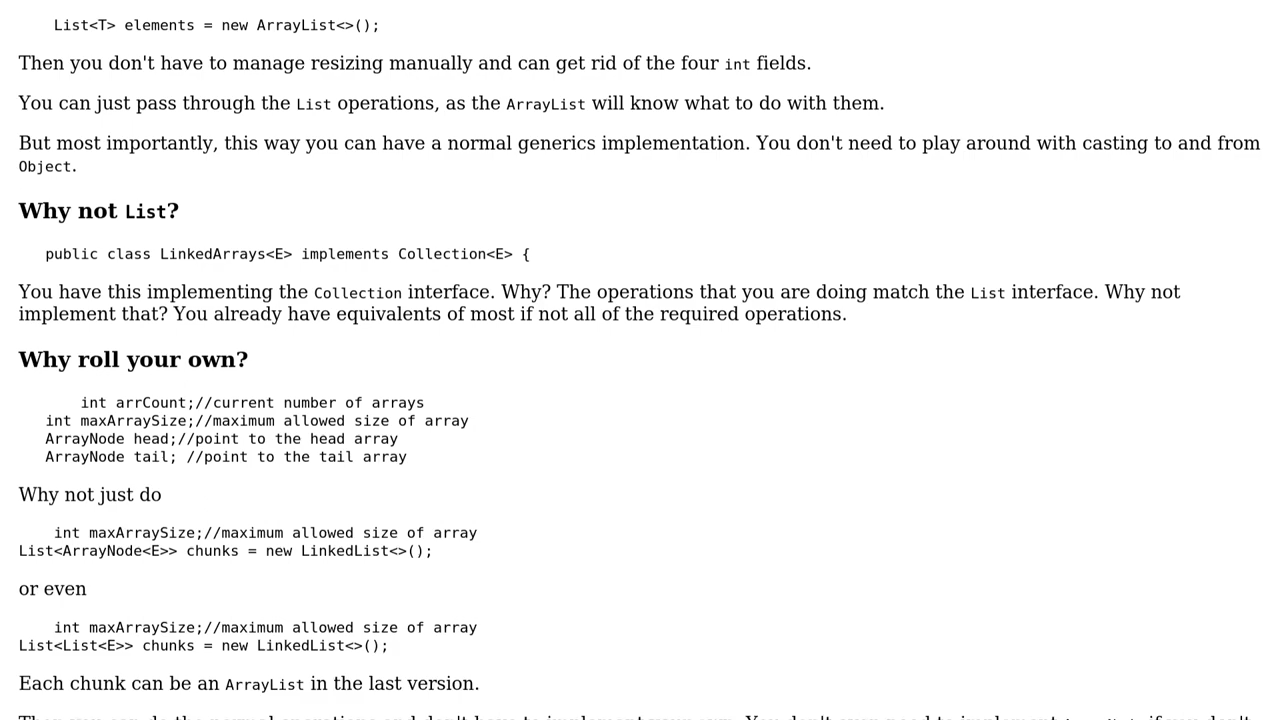 List<T> elements = new ArrayList<>();
Then you don't have to manage resizing manually and can get rid of the four int fields.
You can just pass through the List operations, as the ArrayList will know what to do with them.
But most importantly, this way you can have a normal generics implementation. You don't need to play around with casting to and from
Object.
Why not List?
public class LinkedArrays<E> implements Collection<E> {
You have this implementing the Collection interface. Why? The operations that you are doing match the List interface. Why not
implement that? You already have equivalents of most if not all of the required operations.
Why roll your own?
int arrCount;//current number of arrays
int maxArraySize;//maximum allowed size of array
ArrayNode head;//point to the head array
ArrayNode tail; //point to the tail array
Why not just do
int maxArraySize;//maximum allowed size of array
List<ArrayNode<E>> chunks = new LinkedList<>();
or even
int maxArraySize;//maximum allowed size of array
List<List<E>> chunks = new LinkedList<>();
Each chunk can be an ArrayList in the last version.